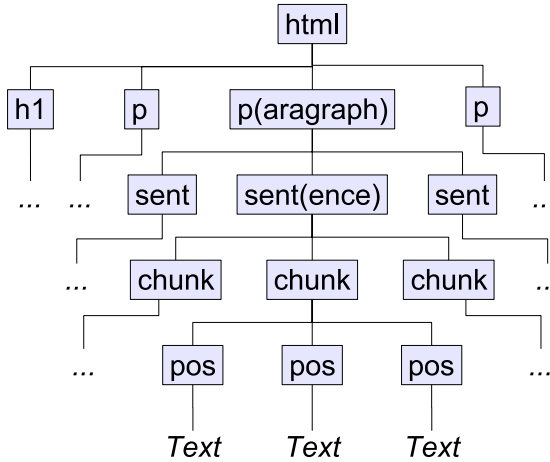 html
h1 p p(aragraph) p
... ... sent sent(ence) sent ..
... chunk chunk chunk ..
... pos pos pos ...
Text Text Text